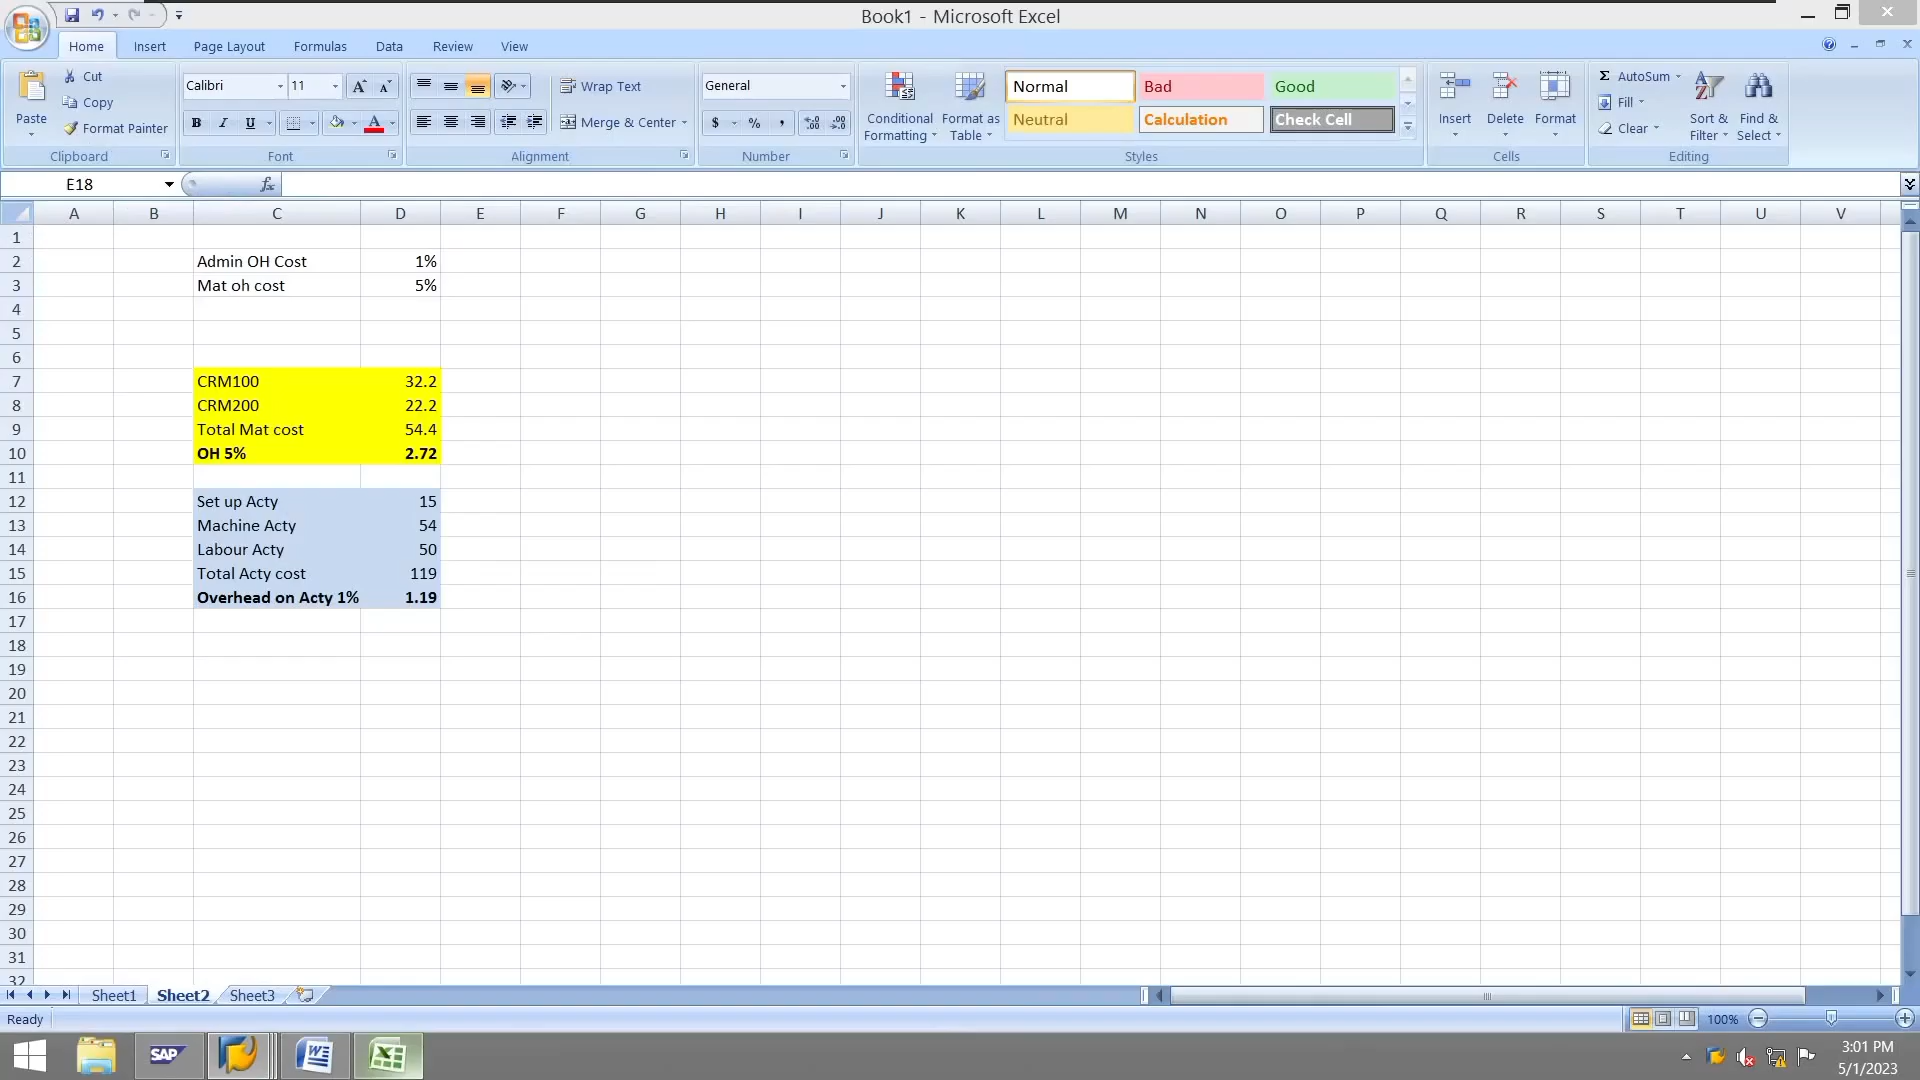 Book1 - Microsoft Excel
Home Insert Page Layout Formulas Data Review View
Paste
Cut
Copy
Format Painter
Clipboard
Calibri 11
B I U
Font
Wrap Text
Merge & Center
Alignment
General
$ % ,
Number
Conditional Formatting
Format as Table
Normal Bad Good
Neutral Calculation Check Cell
Styles
Insert Delete Format
Cells
Σ AutoSum
Fill
Clear
Sort & Filter
Find & Select
Editing
E18 fx
A B C D E F G H I J K L M N O P Q R S T U V
1
2 Admin OH Cost 1%
3 Mat oh cost 5%
4
5
6
7 CRM100 32.2
8 CRM200 22.2
9 Total Mat cost 54.4
10 OH 5% 2.72
11
12 Set up Acty 15
13 Machine Acty 54
14 Labour Acty 50
15 Total Acty cost 119
16 Overhead on Acty 1% 1.19
17
18
19
20
21
22
23
24
25
26
27
28
29
30
31
32
Sheet1 Sheet2 Sheet3
Ready 100%
SAP
3:01 PM
5/1/2023